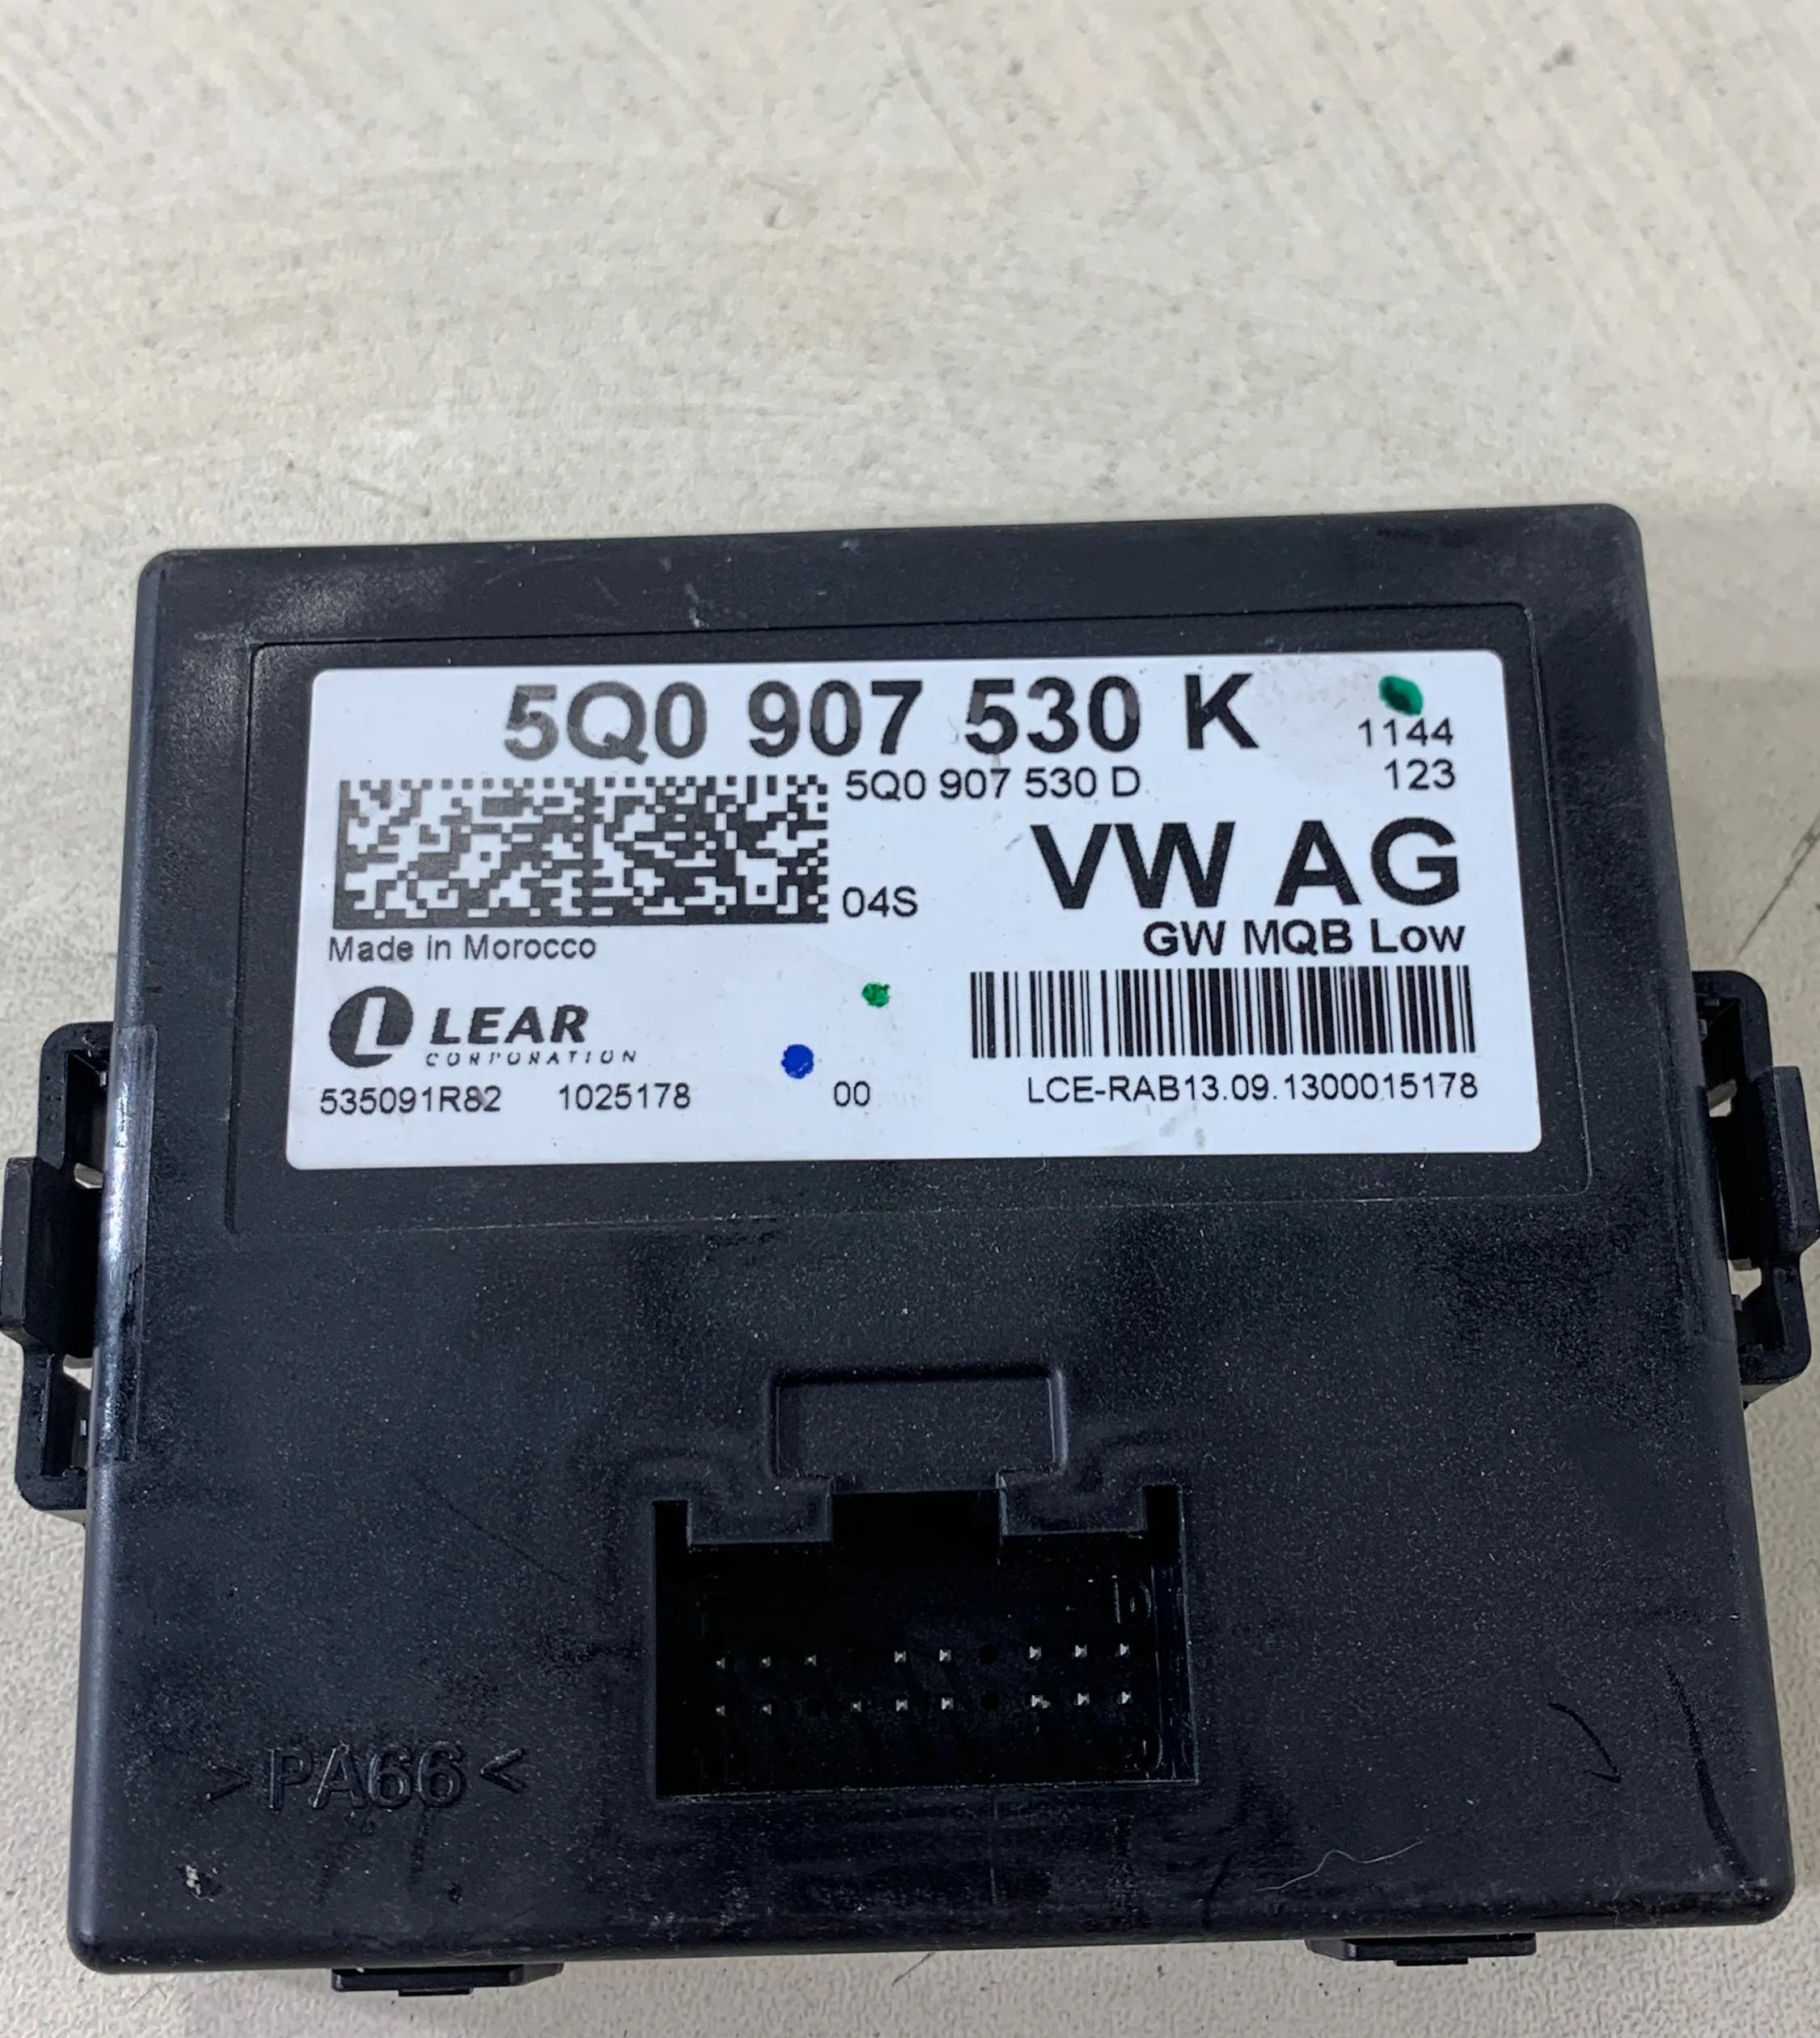 5Q0 907 530 K
1144
5Q0 907 530 D
123
VW AG
04S
GW MQB Low
Made in Morocco
LEAR
CORPORATION
535091R82 1025178 00 LCE-RAB13.09.1300015178
>PA66<